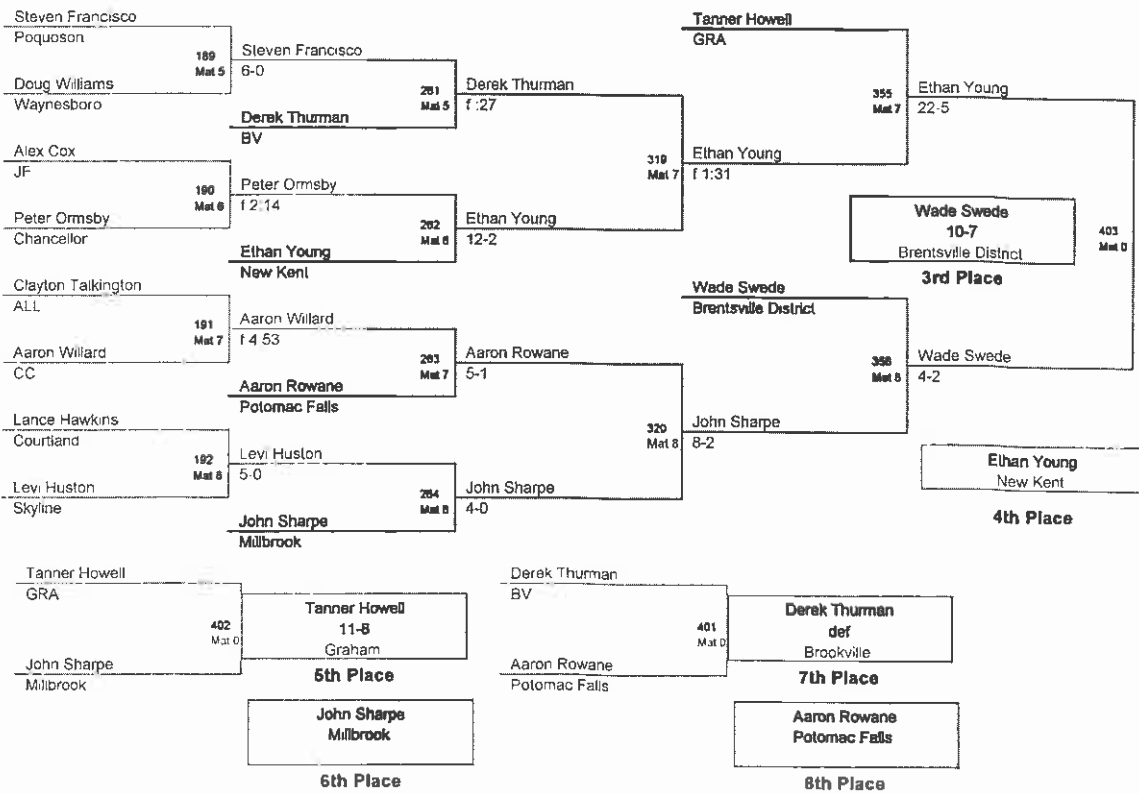 Steven Francisco
Poquoson
189
Mat 5
Steven Francisco
6-0
Doug Williams
Waynesboro
261
Mat 5
Derek Thurman
f :27
Derek Thurman
BV
Alex Cox
JF
190
Mat 6
Peter Ormsby
f 2:14
Peter Ormsby
Chancellor
262
Mat 6
Ethan Young
12-2
Ethan Young
New Kent
319
Mat 7
Ethan Young
f 1:31
Tanner Howell
GRA
355
Mat 7
Ethan Young
22-5
Clayton Talkington
ALL
191
Mat 7
Aaron Willard
f 4:53
Aaron Willard
CC
263
Mat 7
Aaron Rowane
5-1
Aaron Rowane
Potomac Falls
Lance Hawkins
Courtland
192
Mat 8
Levi Huston
5-0
Levi Huston
Skyline
264
Mat 8
John Sharpe
4-0
John Sharpe
Millbrook
320
Mat 8
John Sharpe
8-2
Wade Swede
Brentsville District
356
Mat 8
Wade Swede
4-2
403
Mat 0
Wade Swede
10-7
Brentsville District
3rd Place
Ethan Young
New Kent
4th Place
Tanner Howell
GRA
402
Mat 0
John Sharpe
Millbrook
Tanner Howell
11-8
Graham
5th Place
John Sharpe
Millbrook
6th Place
Derek Thurman
BV
401
Mat 0
Aaron Rowane
Potomac Falls
Derek Thurman
def
Brookville
7th Place
Aaron Rowane
Potomac Falls
8th Place